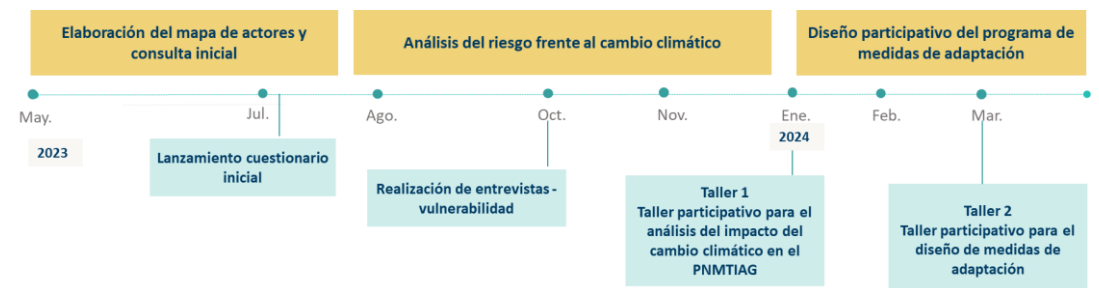 Elaboración del mapa de actores y
consulta inicial
Análisis del riesgo frente al cambio climático
Diseño participativo del programa de
medidas de adaptación
May.
Jul.
Ago.
Oct.
Nov.
Ene.
Feb.
Mar.
2023
2024
Lanzamiento cuestionario
inicial
Realización de entrevistas -
vulnerabilidad
Taller 1
Taller participativo para el
análisis del impacto del
cambio climático en el
PNMTIAG
Taller 2
Taller participativo para el
diseño de medidas de
adaptación